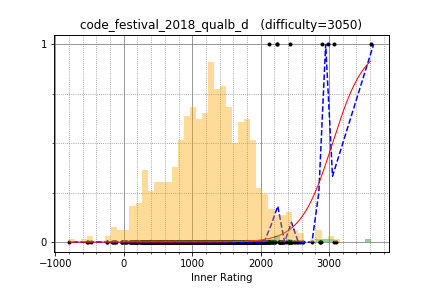 code_festival_2018_qualb_d (difficulty=3050)
1
0
−1000 0 1000 2000 3000
Inner Rating